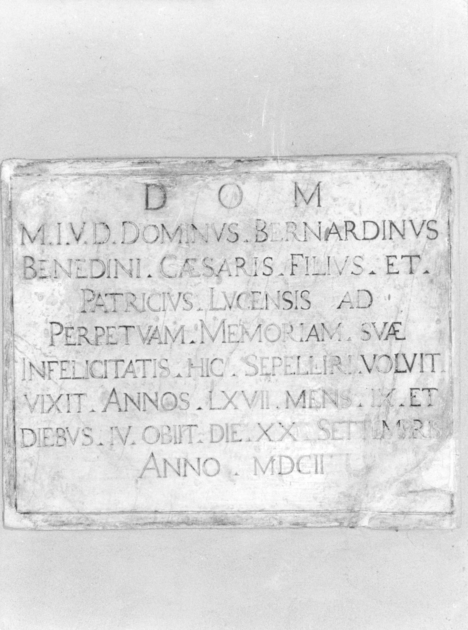 D O M
M.I.V.D.DOMINVS.BERNARDINVS
BENEDINI.CÆSARIS.FILIVS.ET.
PATRICIVS.LVCENSIS AD
PERPETVAM.MEMORIAM.SVÆ
INFELICITATIS.HIC.SEPELLIRI.VOLVIT
VIXIT.ANNOS.LXVII.MENS.IX.ET
DIEBVS.IV.OBIIT.DIE.XX
ANNO.MDCII